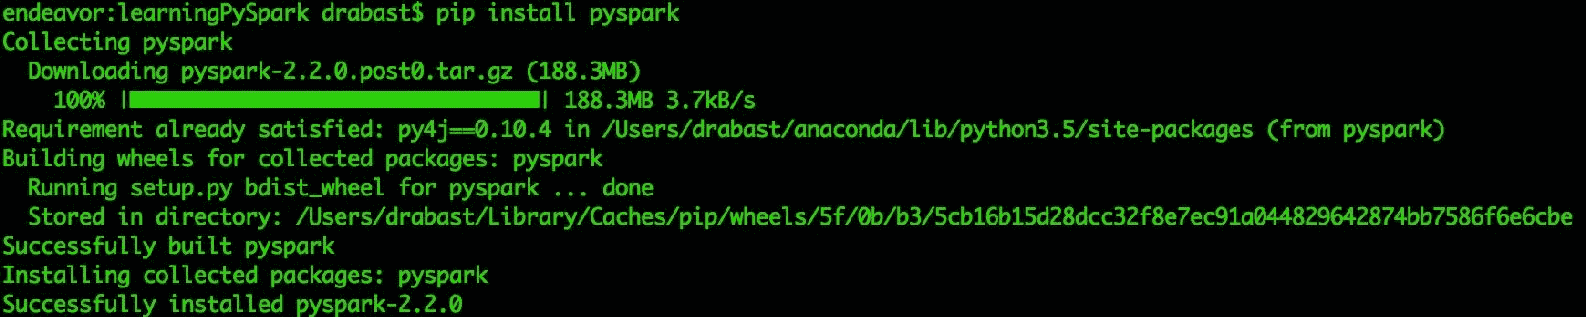 endeavor:learningPySpark drabast$ pip install pyspark
Collecting pyspark
  Downloading pyspark-2.2.0.post0.tar.gz (188.3MB)
    100% |████████████████████████████████| 188.3MB 3.7kB/s
Requirement already satisfied: py4j==0.10.4 in /Users/drabast/anaconda/lib/python3.5/site-packages (from pyspark)
Building wheels for collected packages: pyspark
  Running setup.py bdist_wheel for pyspark ... done
  Stored in directory: /Users/drabast/Library/Caches/pip/wheels/5f/0b/b3/5cb16b15d28dcc32f8e7ec91a044829642874bb7586f6e6cbe
Successfully built pyspark
Installing collected packages: pyspark
Successfully installed pyspark-2.2.0